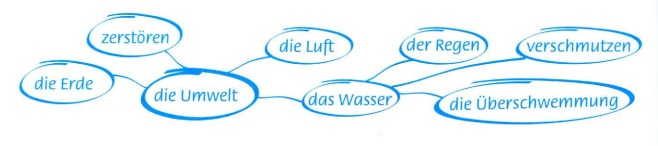 zerstören
die Luft
der Regen
verschmutzen
die Erde
die Umwelt
das Wasser
die Überschwemmung